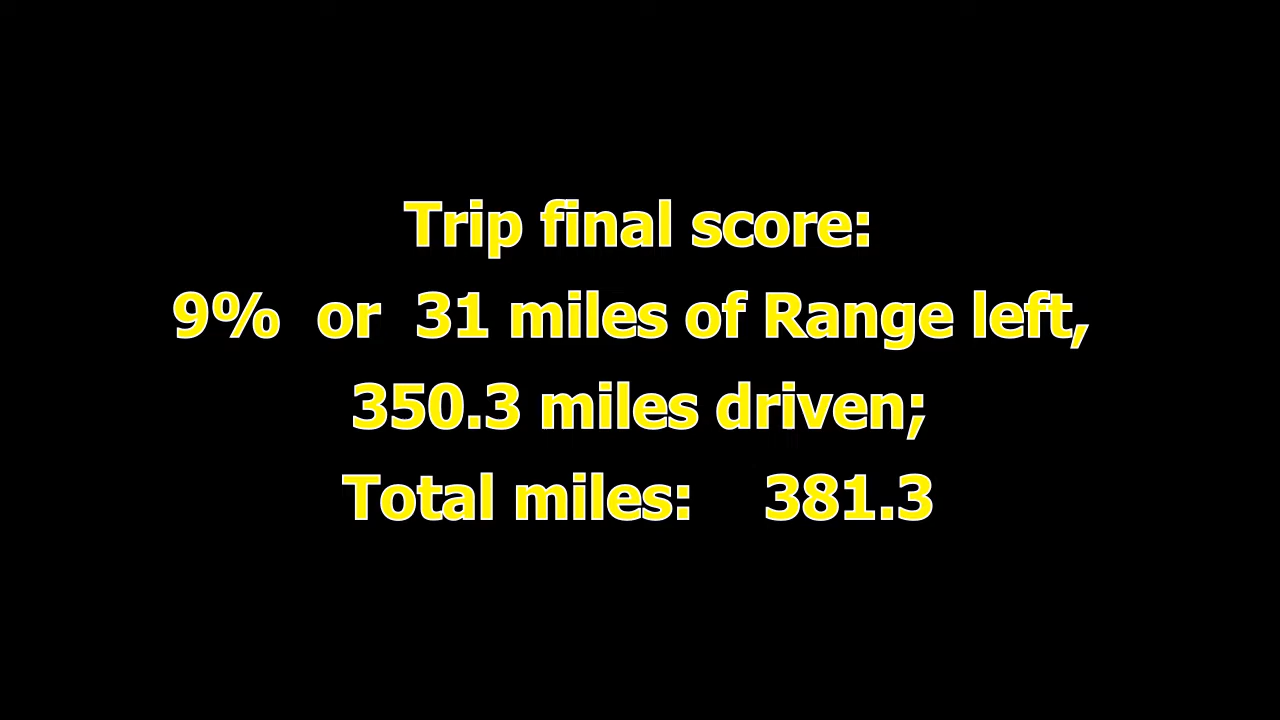 Trip final score:
9% or 31 miles of Range left,
350.3 miles driven;
Total miles: 381.3